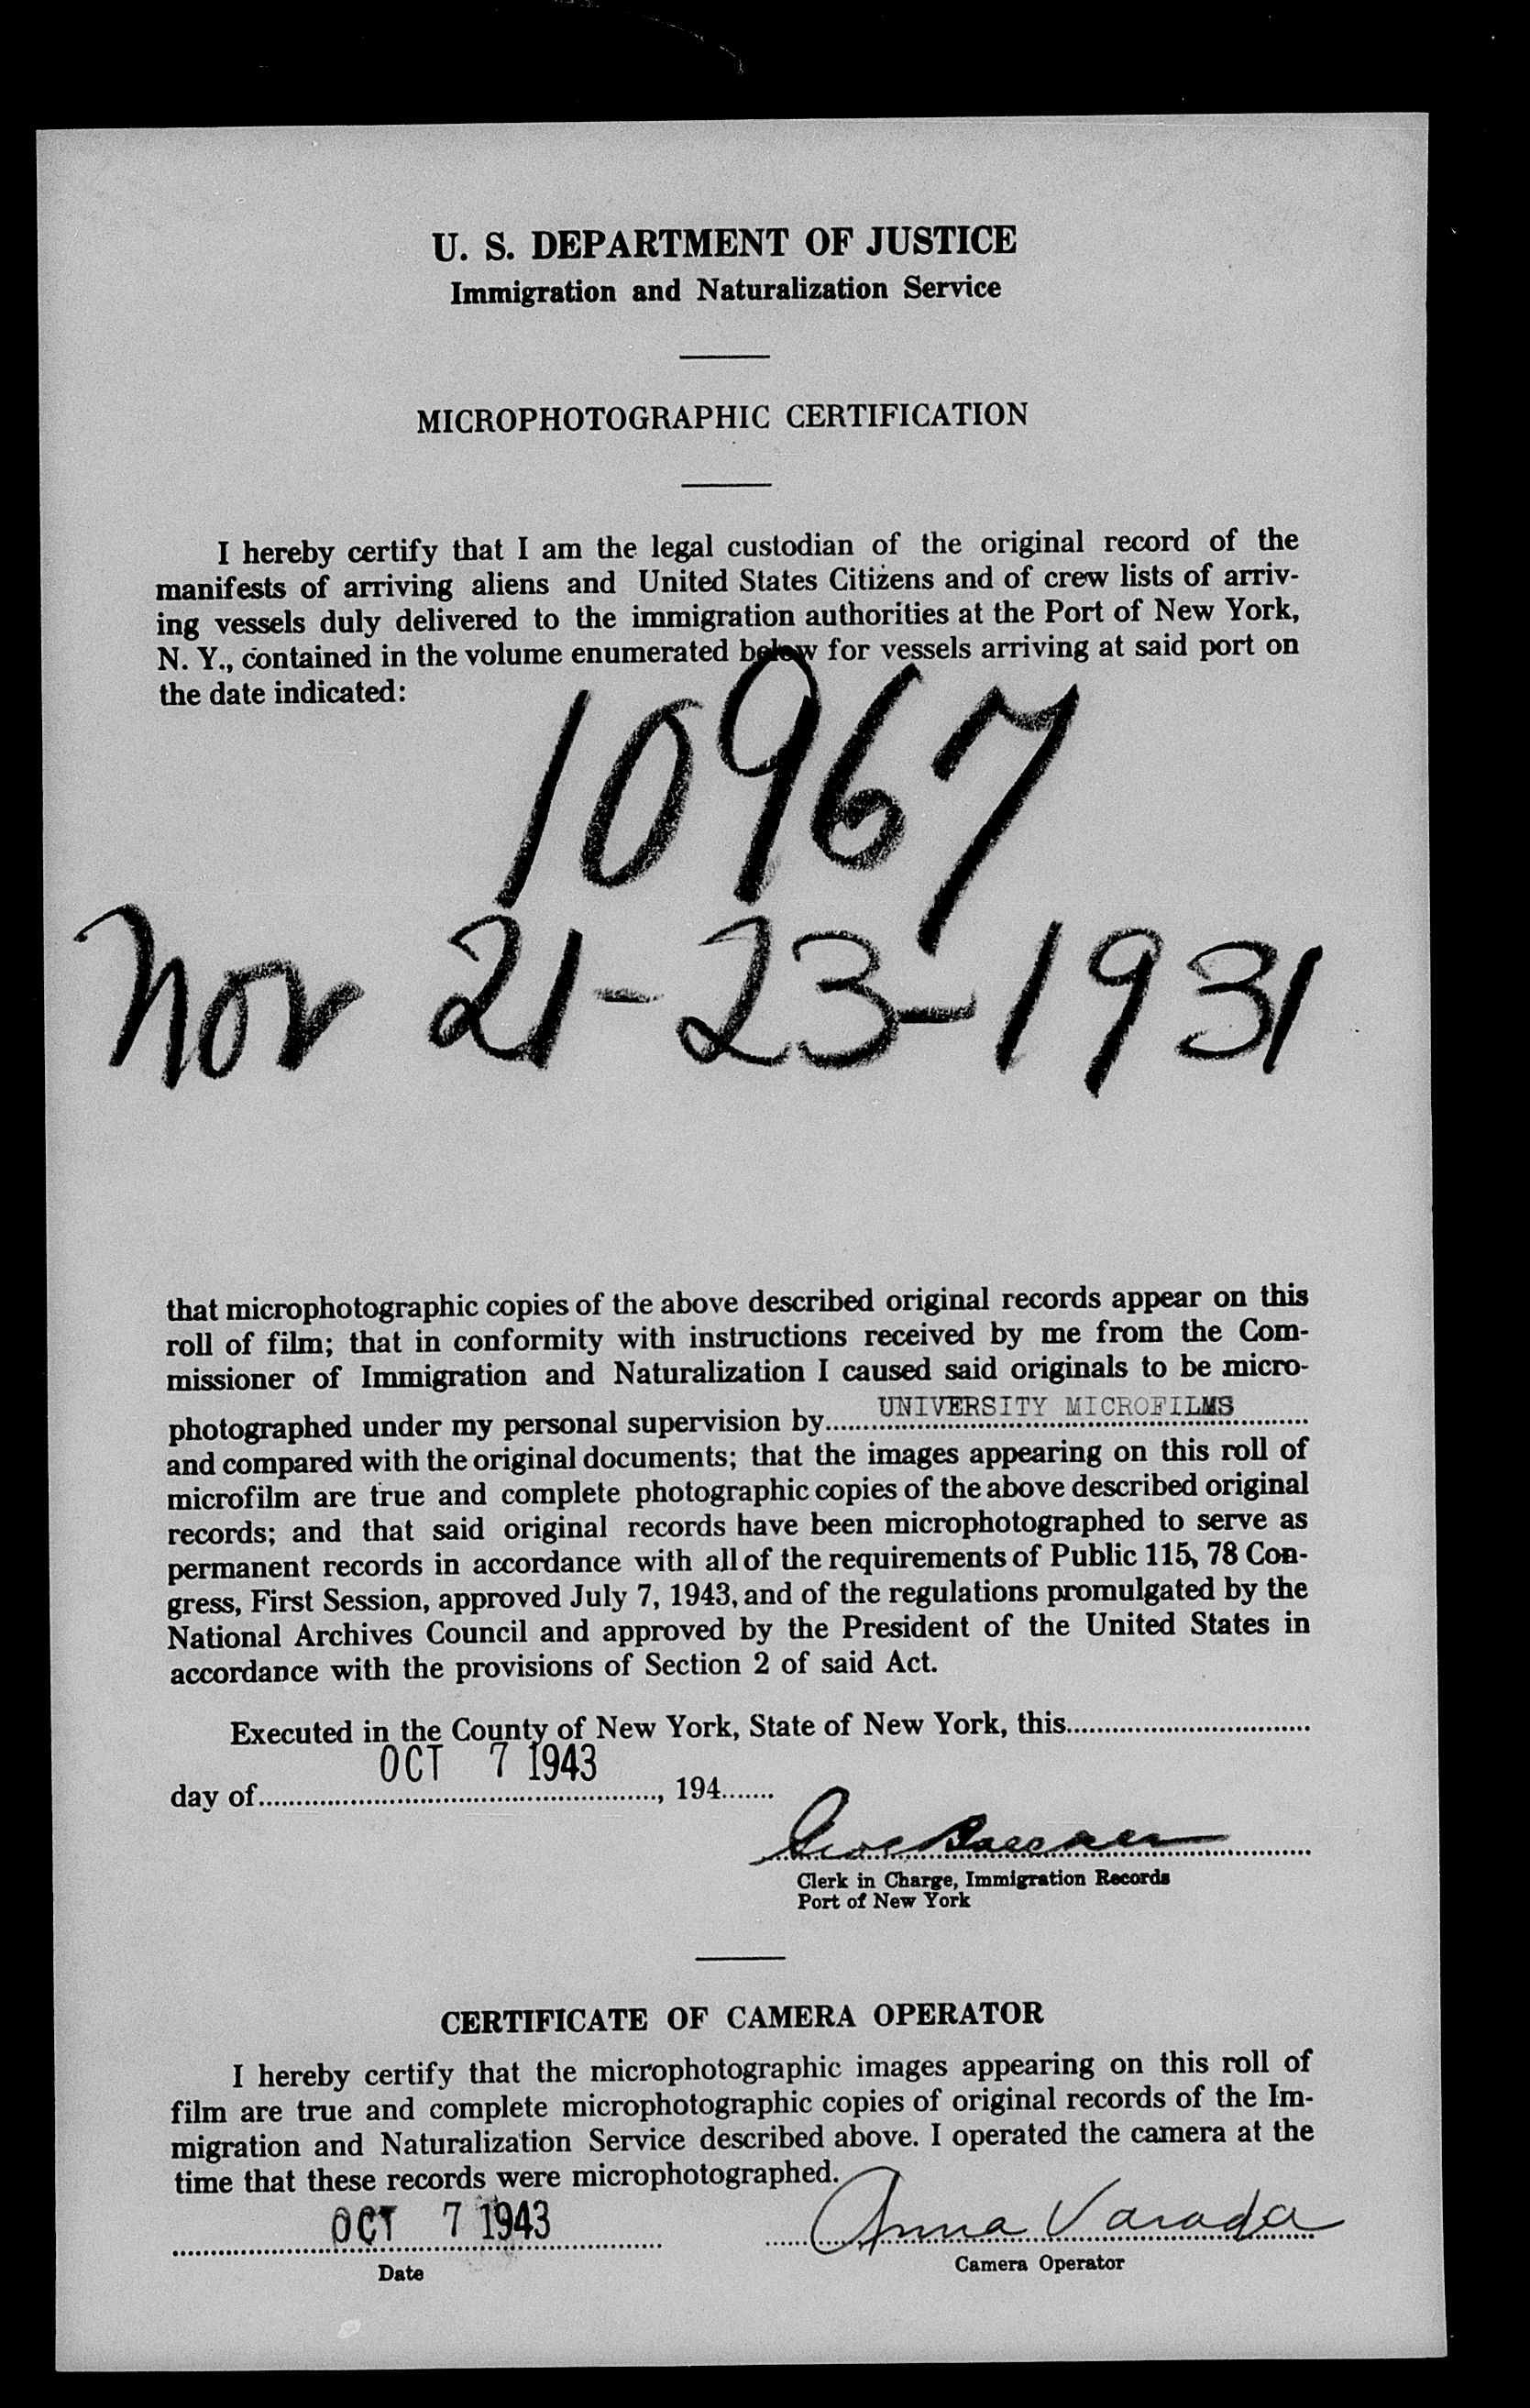 U. S. DEPARTMENT OF JUSTICE
Immigration and Naturalization Service
MICROPHOTOGRAPHIC CERTIFICATION
I hereby certify that I am the legal custodian of the original record of the
manifests of arriving aliens and United States Citizens and of crew lists of arriv-
ing vessels duly delivered to the immigration authorities at the Port of New York,
N. Y., contained in the volume enumerated below for vessels arriving at said port on
the date indicated:
10967
Nov 21-23-1931
that microphotographic copies of the above described original records appear on this
roll of film; that in conformity with instructions received by me from the Com-
missioner of Immigration and Naturalization I caused said originals to be micro-
photographed under my personal supervision by UNIVERSITY MICROFILMS
and compared with the original documents; that the images appearing on this roll of
microfilm are true and complete photographic copies of the above described original
records; and that said original records have been microphotographed to serve as
permanent records in accordance with all of the requirements of Public 115, 78 Con-
gress, First Session, approved July 7, 1943, and of the regulations promulgated by the
National Archives Council and approved by the President of the United States in
accordance with the provisions of Section 2 of said Act.
Executed in the County of New York, State of New York, this
OCT 7 1943
day of , 194
Clerk in Charge, Immigration Records
Port of New York
CERTIFICATE OF CAMERA OPERATOR
I hereby certify that the microphotographic images appearing on this roll of
film are true and complete microphotographic copies of original records of the Im-
migration and Naturalization Service described above. I operated the camera at the
time that these records were microphotographed.
OCT 7 1943 Anna Varada
Date Camera Operator